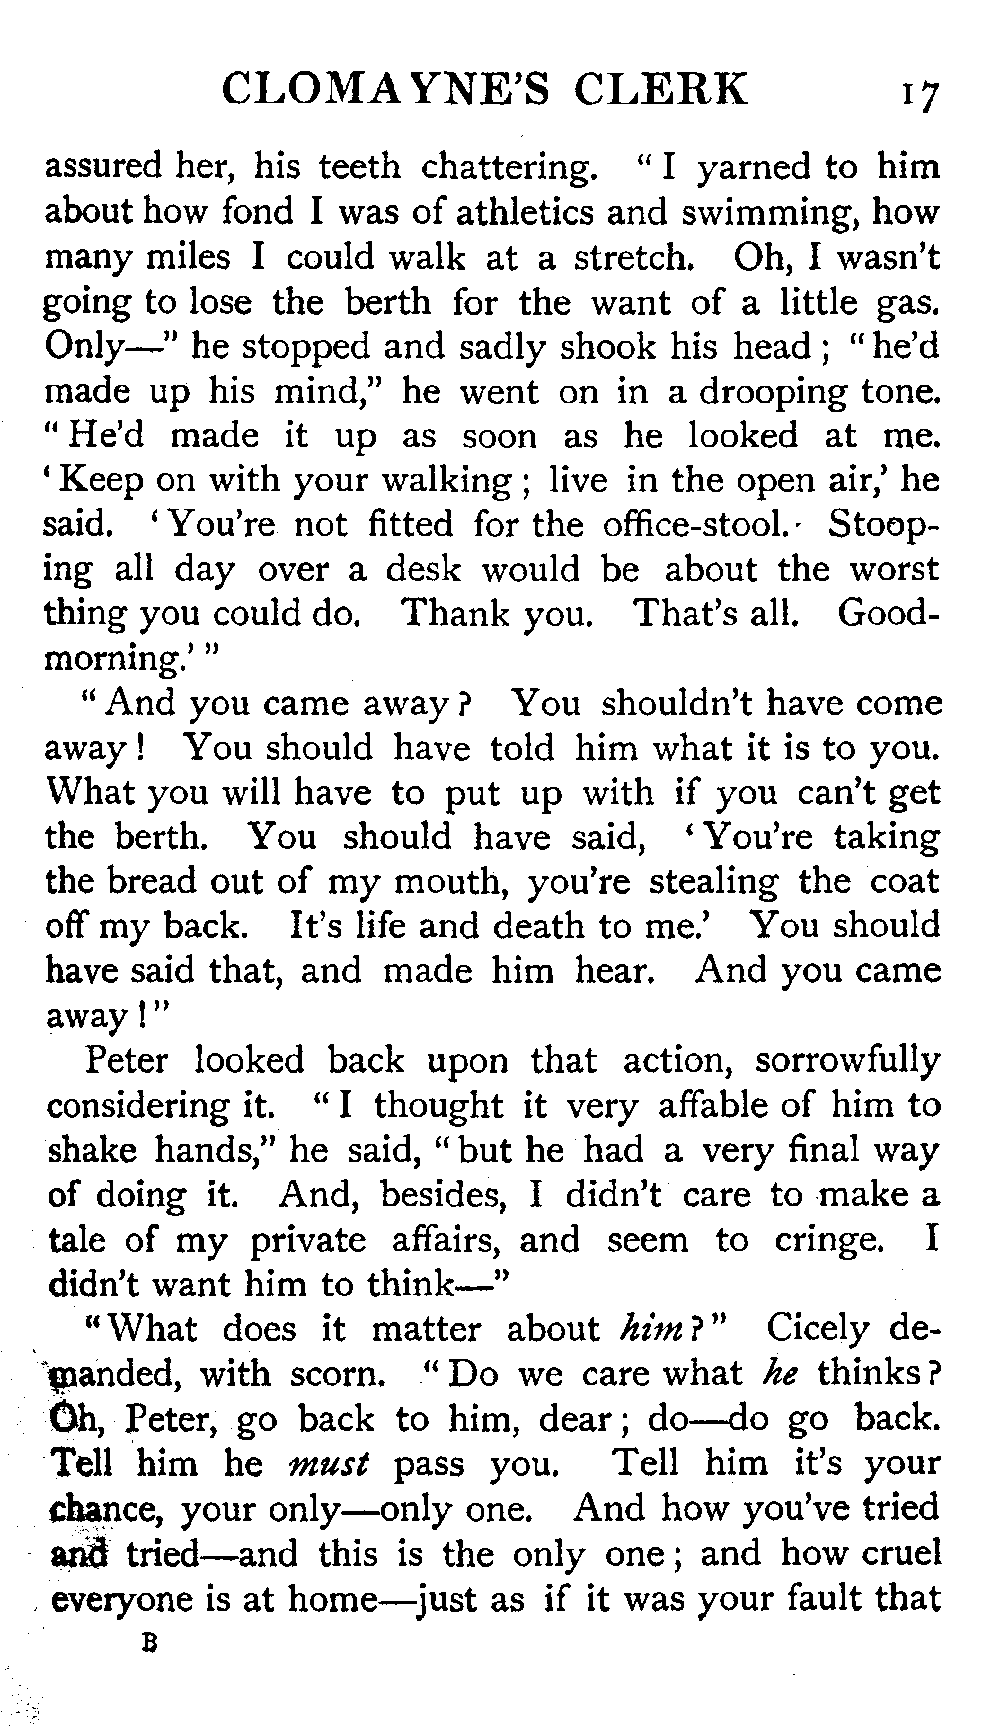 CLOMAYNE'S CLERK 17
assured her, his teeth chattering. "I yarned to him
about how fond I was of athletics and swimming, how
many miles I could walk at a stretch. Oh, I wasn't
going to lose the berth for the want of a little gas.
Only—" he stopped and sadly shook his head; "he'd
made up his mind," he went on in a drooping tone.
"He'd made it up as soon as he looked at me.
'Keep on with your walking; live in the open air,' he
said. 'You're not fitted for the office-stool. Stoop-
ing all day over a desk would be about the worst
thing you could do. Thank you. That's all. Good-
morning.'"
"And you came away? You shouldn't have come
away! You should have told him what it is to you.
What you will have to put up with if you can't get
the berth. You should have said, 'You're taking
the bread out of my mouth, you're stealing the coat
off my back. It's life and death to me.' You should
have said that, and made him hear. And you came
away!"
Peter looked back upon that action, sorrowfully
considering it. "I thought it very affable of him to
shake hands," he said, "but he had a very final way
of doing it. And, besides, I didn't care to make a
tale of my private affairs, and seem to cringe. I
didn't want him to think—"
"What does it matter about him?" Cicely de-
manded, with scorn. "Do we care what he thinks?
Oh, Peter, go back to him, dear; do—do go back.
Tell him he must pass you. Tell him it's your
chance, your only—only one. And how you've tried
and tried—and this is the only one; and how cruel
everyone is at home—just as if it was your fault that
B